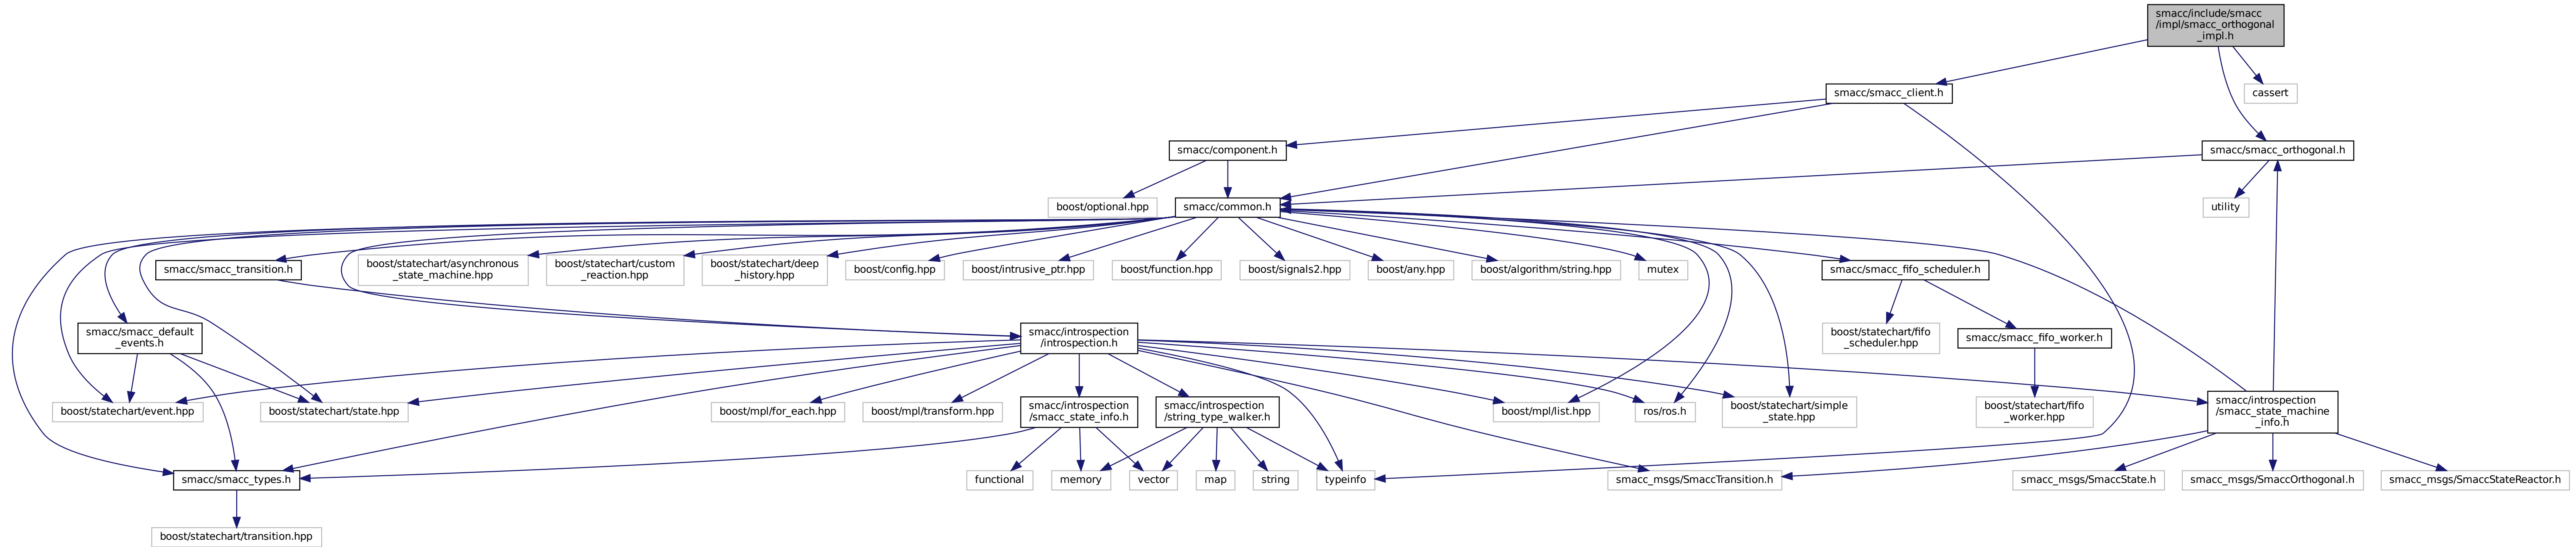 smacc/include/smacc
/impl/smacc_orthogonal
_impl.h
smacc/smacc_client.h
cassert
smacc/component.h
smacc/smacc_orthogonal.h
boost/optional.hpp
smacc/common.h
utility
smacc/smacc_transition.h
boost/statechart/asynchronous
_state_machine.hpp
boost/statechart/custom
_reaction.hpp
boost/statechart/deep
_history.hpp
boost/config.hpp
boost/intrusive_ptr.hpp
boost/function.hpp
boost/signals2.hpp
boost/any.hpp
boost/algorithm/string.hpp
mutex
smacc/smacc_fifo_scheduler.h
smacc/smacc_default
_events.h
smacc/introspection
/introspection.h
boost/statechart/fifo
_scheduler.hpp
smacc/smacc_fifo_worker.h
boost/statechart/event.hpp
boost/statechart/state.hpp
boost/mpl/for_each.hpp
boost/mpl/transform.hpp
smacc/introspection
/smacc_state_info.h
smacc/introspection
/string_type_walker.h
boost/mpl/list.hpp
ros/ros.h
boost/statechart/simple
_state.hpp
boost/statechart/fifo
_worker.hpp
smacc/introspection
/smacc_state_machine
_info.h
smacc/smacc_types.h
functional
memory
vector
map
string
typeinfo
smacc_msgs/SmaccTransition.h
smacc_msgs/SmaccState.h
smacc_msgs/SmaccOrthogonal.h
smacc_msgs/SmaccStateReactor.h
boost/statechart/transition.hpp